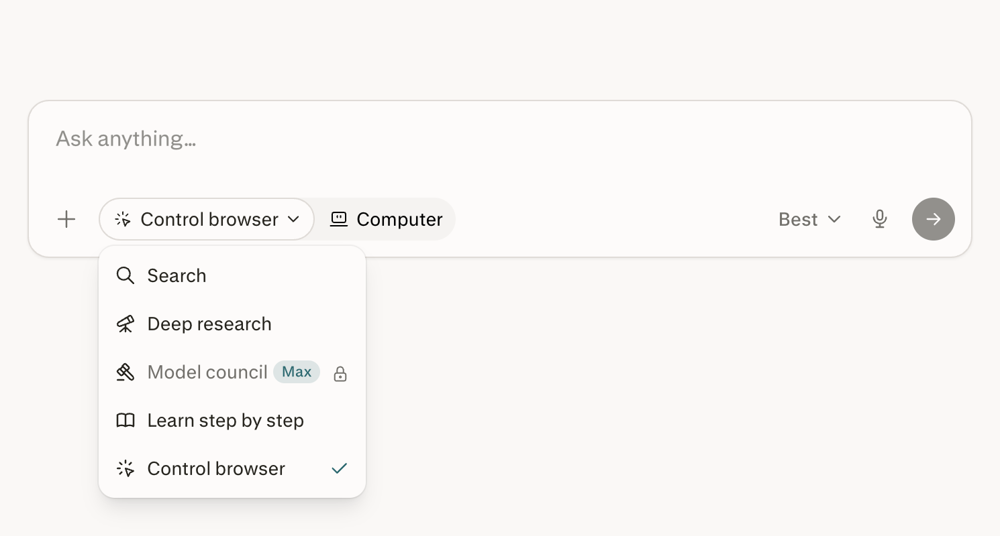 Ask anything...
Control browser
Computer
Best
Search
Deep research
Model council Max
Learn step by step
Control browser